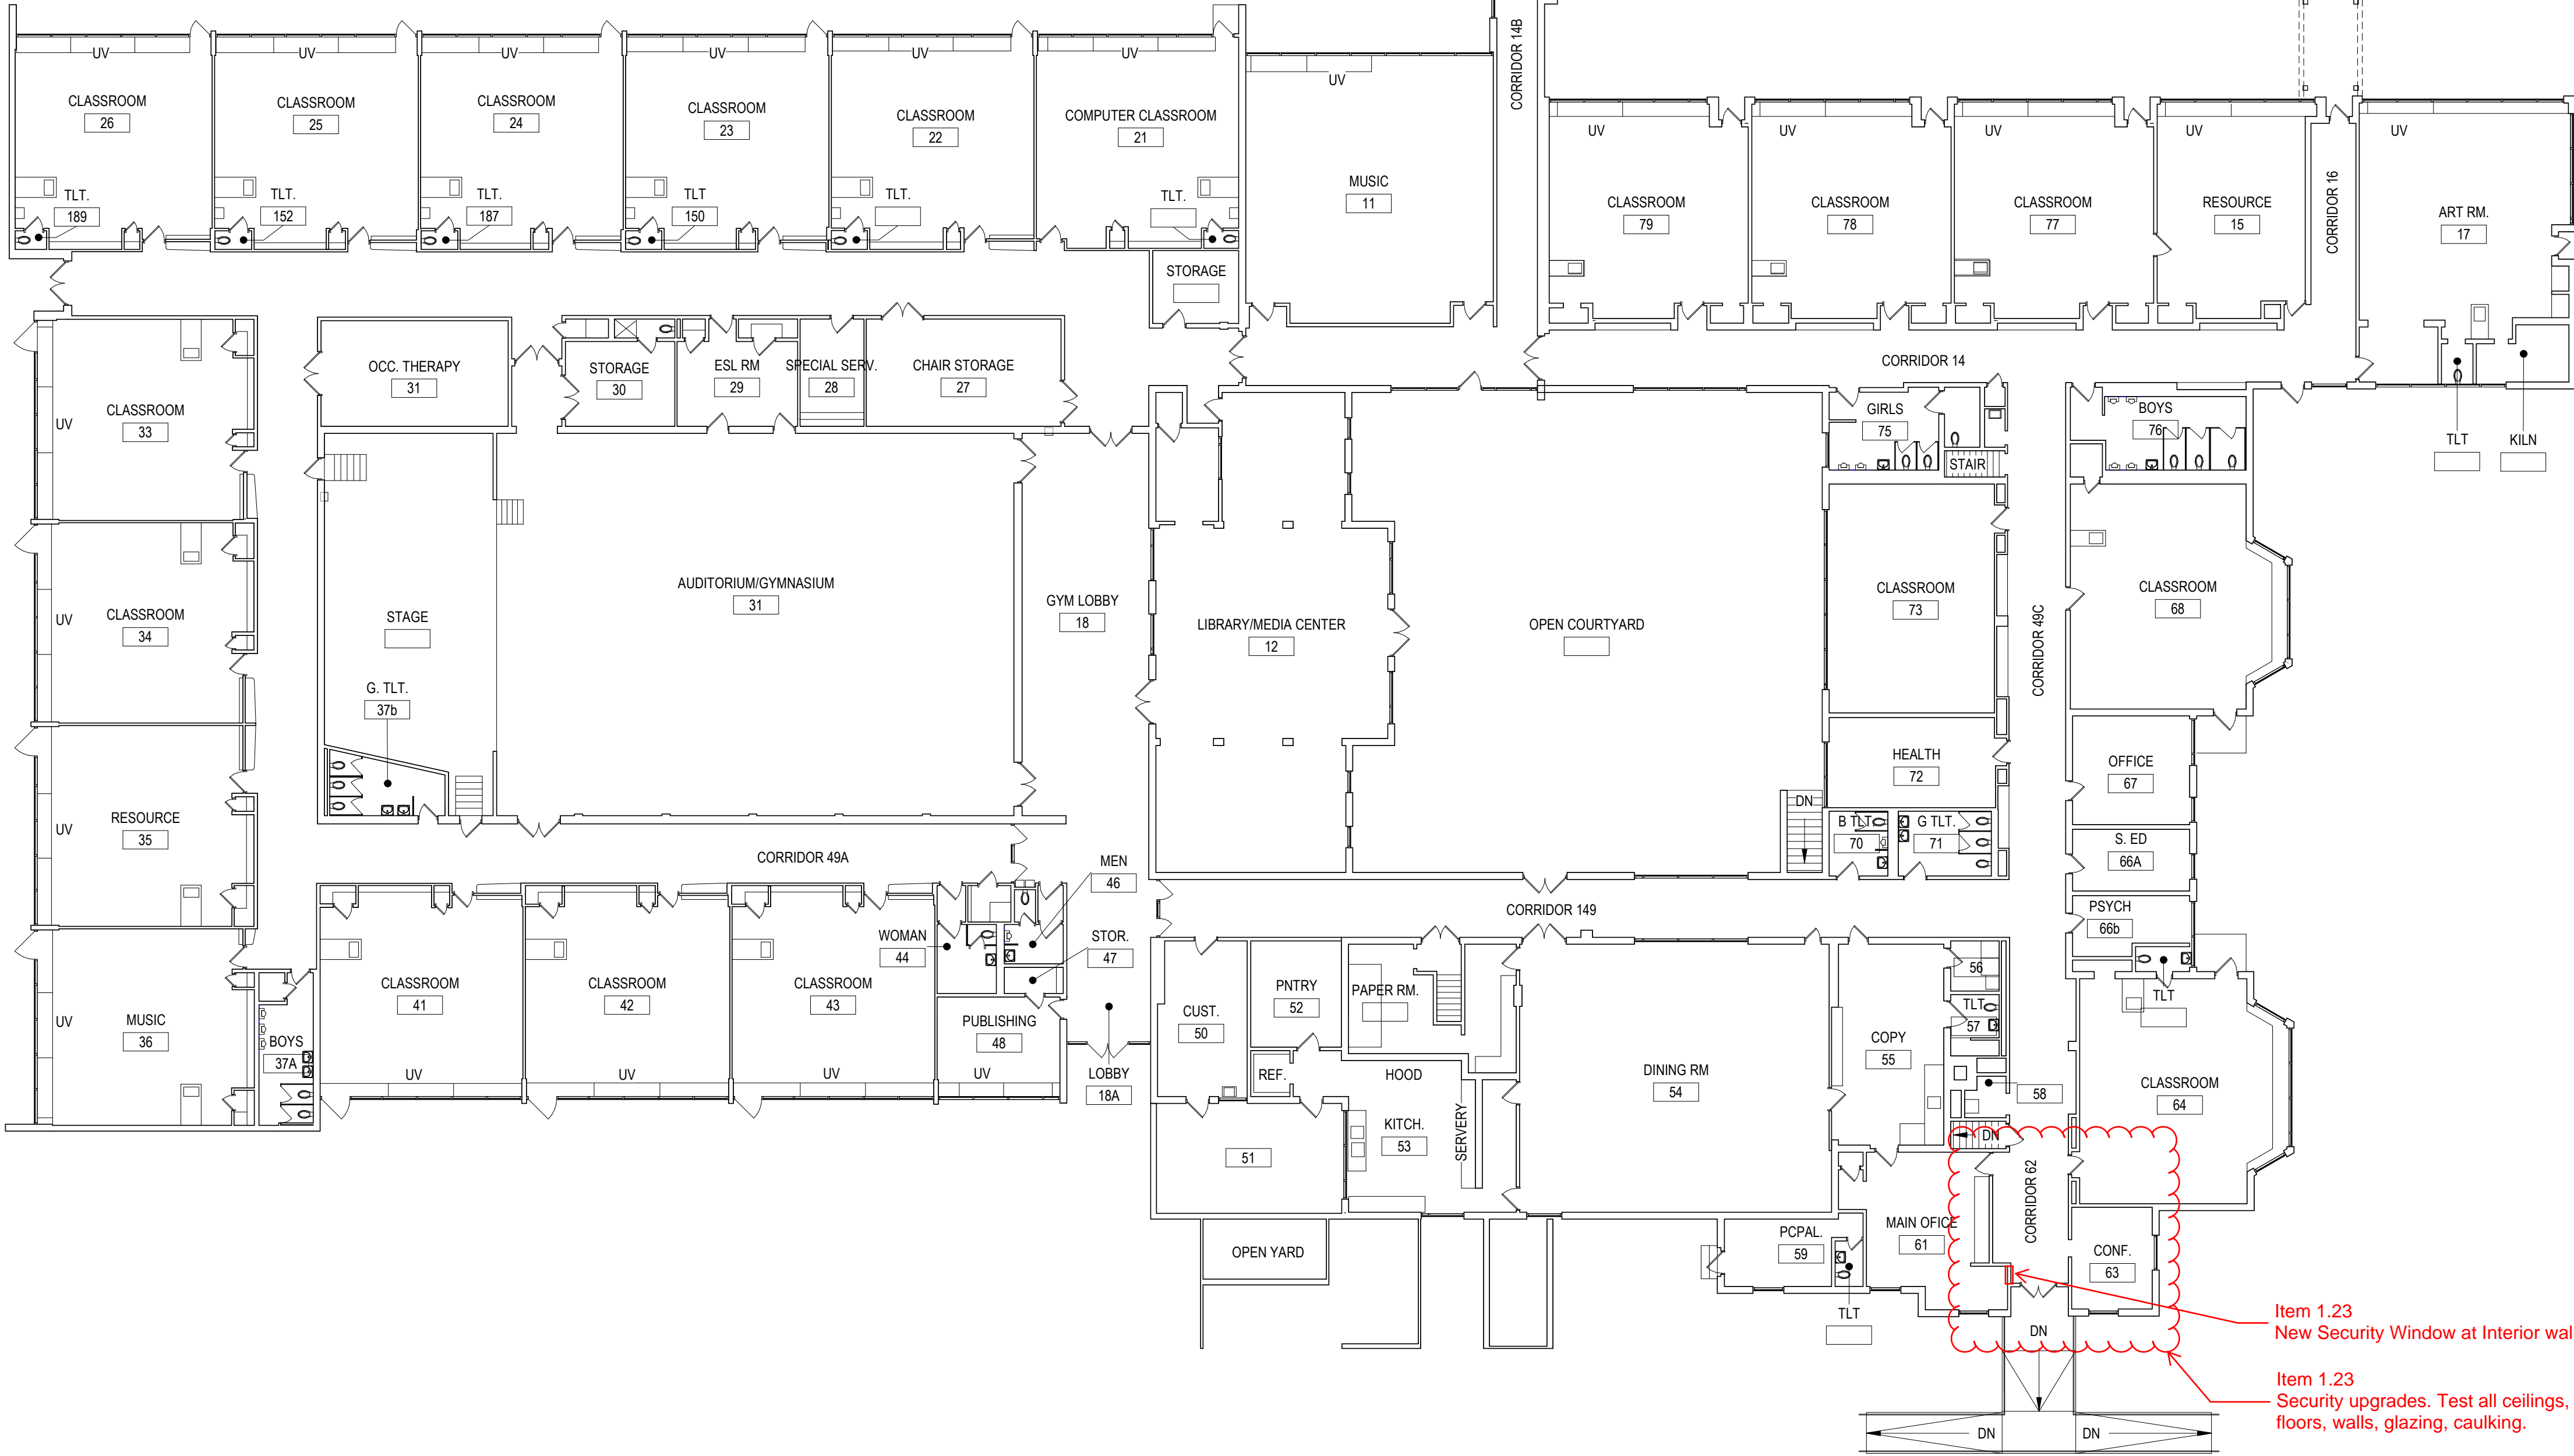 UV
UV
UV
UV
UV
UV
UV
CORRIDOR 14B
CLASSROOM
26
CLASSROOM
25
CLASSROOM
24
CLASSROOM
23
CLASSROOM
22
COMPUTER CLASSROOM
21
UV
UV
UV
UV
UV
TLT.
189
TLT.
152
TLT.
187
TLT
150
TLT.
TLT.
MUSIC
11
CLASSROOM
79
CLASSROOM
78
CLASSROOM
77
RESOURCE
15
CORRIDOR 16
ART RM.
17
STORAGE
OCC. THERAPY
31
STORAGE
30
ESL RM
29
SPECIAL SERV.
28
CHAIR STORAGE
27
CORRIDOR 14
CLASSROOM
33
UV
GIRLS
75
STAIR
BOYS
76
TLT
KILN
CLASSROOM
34
UV
STAGE
AUDITORIUM/GYMNASIUM
31
GYM LOBBY
18
LIBRARY/MEDIA CENTER
12
OPEN COURTYARD
CLASSROOM
73
CORRIDOR 49C
CLASSROOM
68
G. TLT.
37b
HEALTH
72
OFFICE
67
RESOURCE
35
UV
DN
B TLT.
70
G TLT.
71
S. ED
66A
CORRIDOR 49A
MEN
46
CORRIDOR 149
PSYCH
66b
WOMAN
44
STOR.
47
TLT
CLASSROOM
41
CLASSROOM
42
CLASSROOM
43
CUST.
50
PNTRY
52
PAPER RM.
56
TLT
57
MUSIC
36
UV
BOYS
37A
PUBLISHING
48
COPY
55
UV
UV
UV
UV
LOBBY
18A
REF.
HOOD
DINING RM
54
58
CLASSROOM
64
KITCH.
53
SERVERY
51
DN
CORRIDOR 62
OPEN YARD
PCPAL.
59
MAIN OFICE
61
CONF.
63
TLT
DN
Item 1.23
New Security Window at Interior wal
Item 1.23
Security upgrades. Test all ceilings,
floors, walls, glazing, caulking.
DN
DN